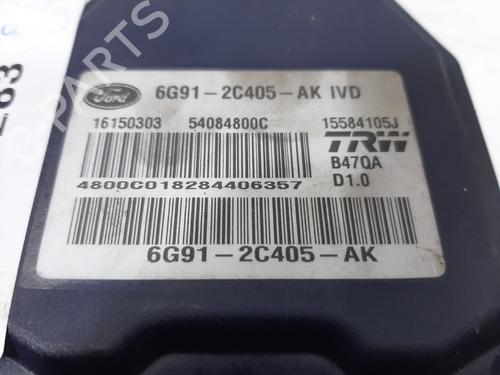 Ford
6G91-2C405-AK IVD
16150303 54084800C 15584105J
TRW
B47QA
D1.0
4800C018284406357
6G91-2C405-AK